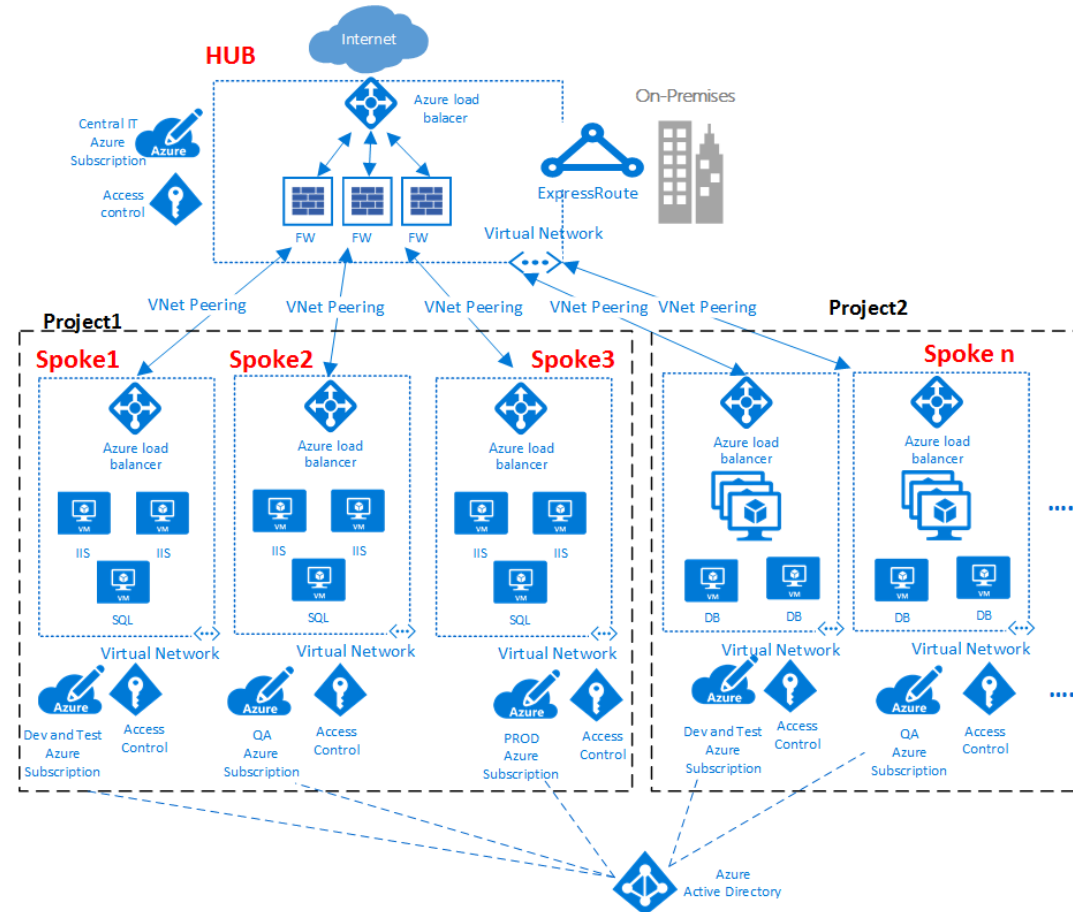 Internet
HUB
Azure load
balacer
On-Premises
Central IT
Azure
Subscription
Azure
Access
control
ExpressRoute
FW
FW
FW
Virtual Network
VNet Peering
VNet Peering
VNet Peering
VNet Peering
VNet Peering
Project1
Project2
Spoke1
Spoke2
Spoke3
Spoke n
Azure load
balancer
Azure load
balancer
Azure load
balancer
Azure load
balancer
Azure load
balancer
VM
VM
IIS
IIS
VM
SQL
VM
VM
IIS
IIS
VM
SQL
VM
VM
IIS
IIS
VM
SQL
VM
VM
DB
DB
VM
VM
DB
DB
....
Virtual Network
Virtual Network
Virtual Network
Virtual Network
Virtual Network
Azure
Dev and Test
Azure
Subscription
Access
Control
Azure
QA
Azure
Subscription
Access
Control
Azure
PROD
Azure
Subscription
Access
Control
Azure
Dev and Test
Azure
Subscription
Access
Control
Azure
QA
Azure
Subscription
Access
Control
....
Azure
Active Directory